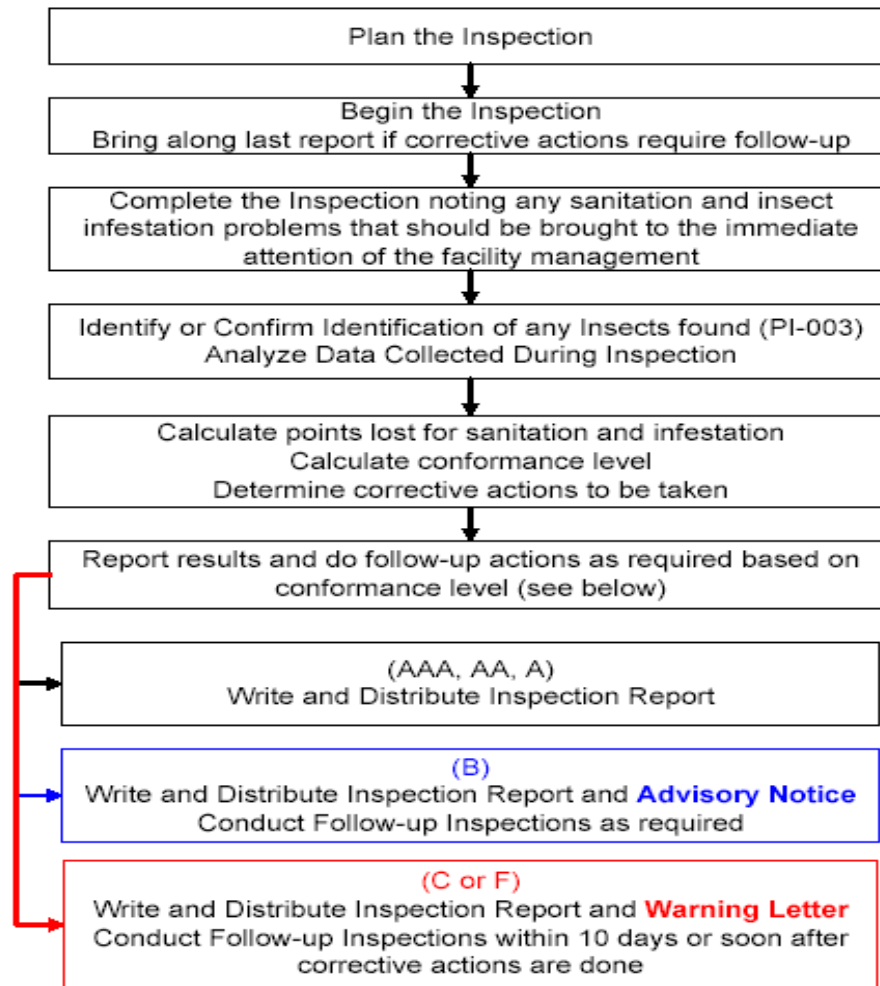 Plan the Inspection
Begin the Inspection
Bring along last report if corrective actions require follow-up
Complete the Inspection noting any sanitation and insect
infestation problems that should be brought to the immediate
attention of the facility management
Identify or Confirm Identification of any Insects found (PI-003)
Analyze Data Collected During Inspection
Calculate points lost for sanitation and infestation
Calculate conformance level
Determine corrective actions to be taken
Report results and do follow-up actions as required based on
conformance level (see below)
(AAA, AA, A)
Write and Distribute Inspection Report
(B)
Write and Distribute Inspection Report and Advisory Notice
Conduct Follow-up Inspections as required
(C or F)
Write and Distribute Inspection Report and Warning Letter
Conduct Follow-up Inspections within 10 days or soon after
corrective actions are done